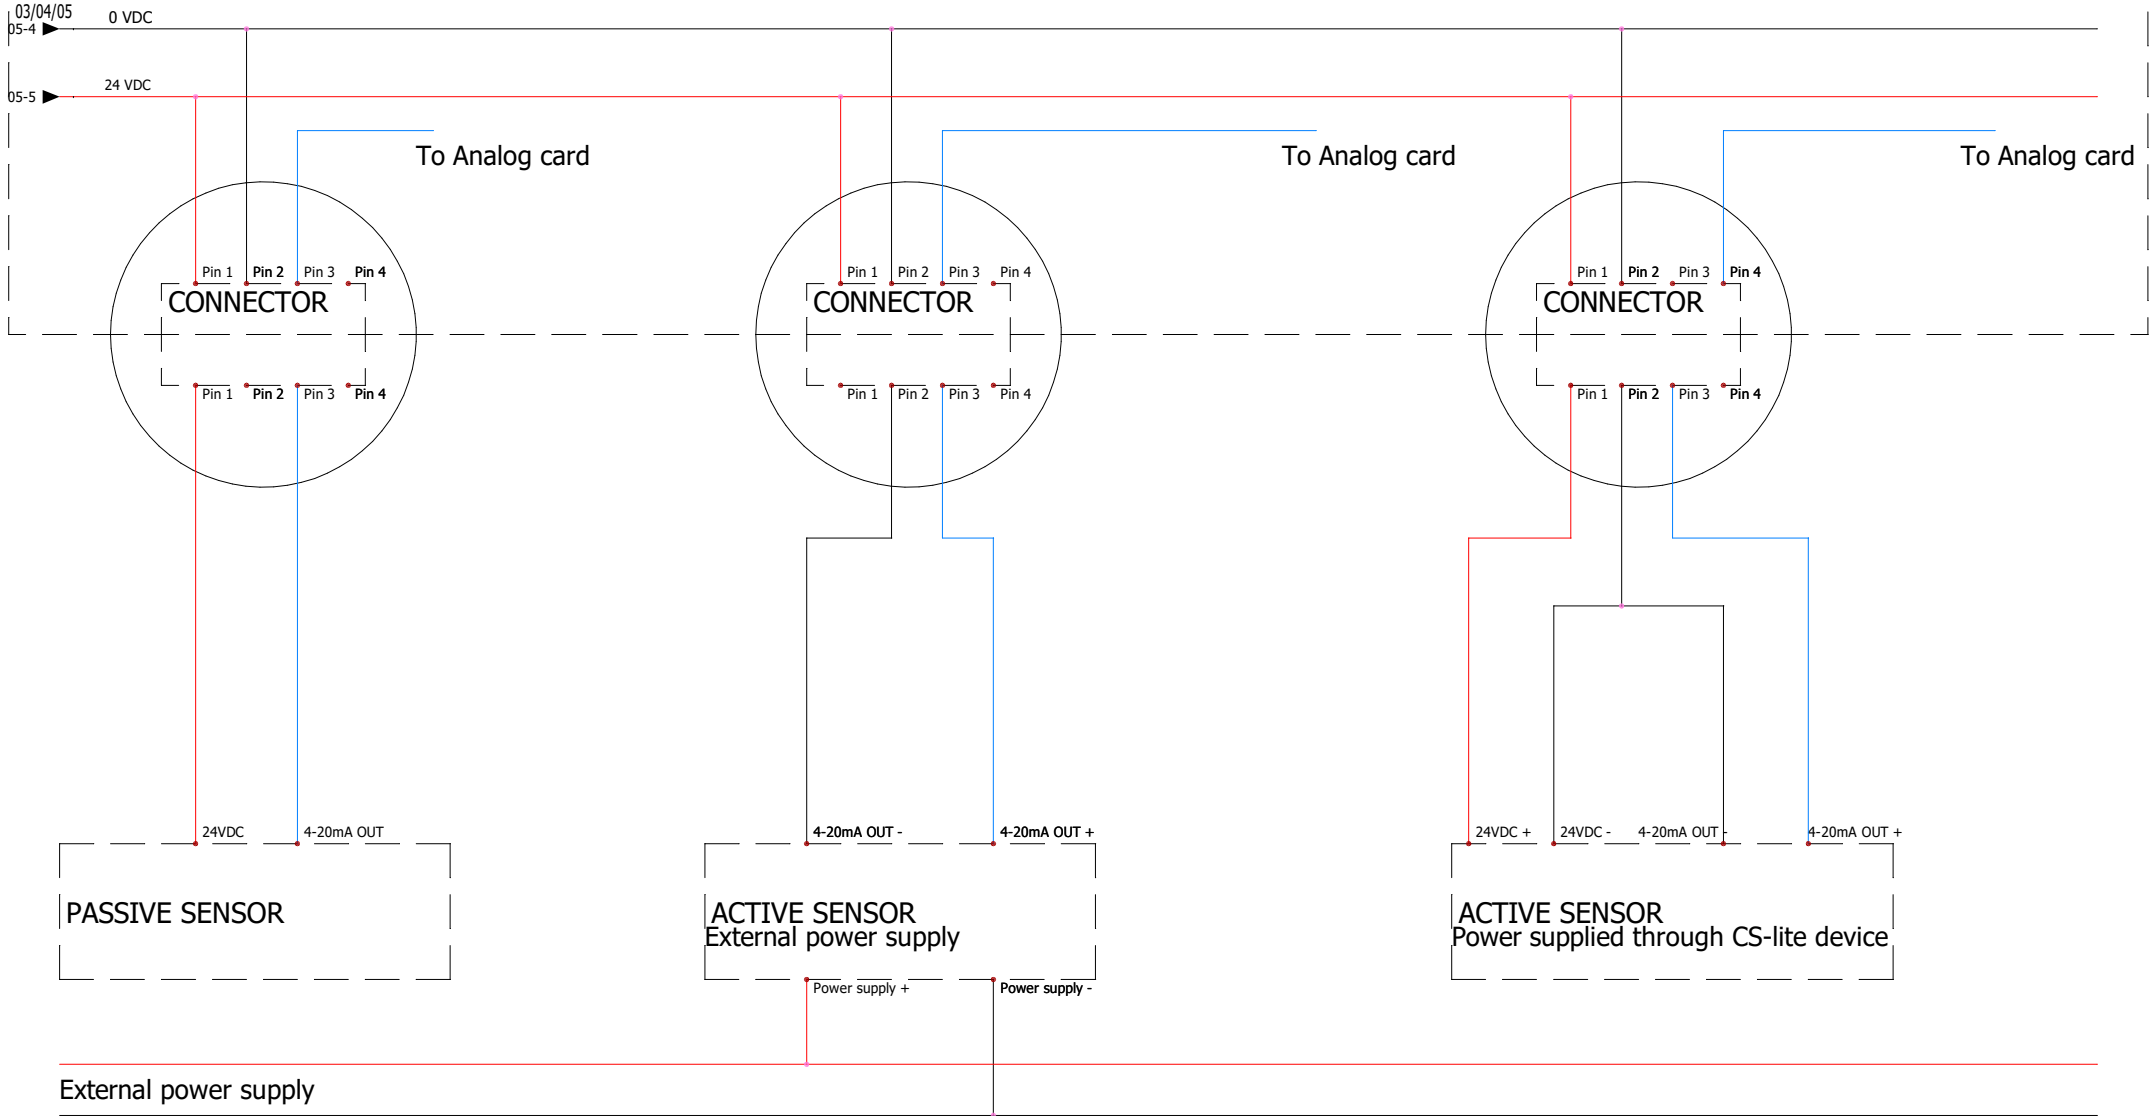 03/04/05
0 VDC
05-4
24 VDC
05-5
To Analog card To Analog card To Analog card
Pin 1 Pin 2 Pin 3 Pin 4 Pin 1 Pin 2 Pin 3 Pin 4 Pin 1 Pin 2 Pin 3 Pin 4
CONNECTOR CONNECTOR CONNECTOR
Pin 1 Pin 2 Pin 3 Pin 4 Pin 1 Pin 2 Pin 3 Pin 4 Pin 1 Pin 2 Pin 3 Pin 4
24VDC 4-20mA OUT 4-20mA OUT - 4-20mA OUT + 24VDC + 24VDC - 4-20mA OUT - 4-20mA OUT +
PASSIVE SENSOR ACTIVE SENSOR ACTIVE SENSOR
External power supply Power supplied through CS-lite device
Power supply + Power supply -
External power supply